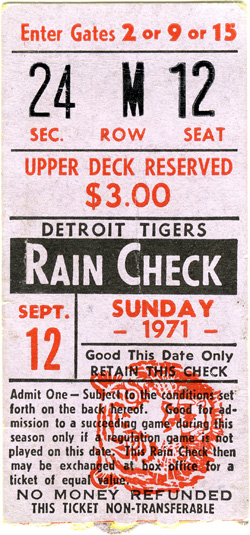 Enter Gates 2 or 9 or 15
24 M 12
SEC. ROW SEAT
UPPER DECK RESERVED
$3.00
DETROIT TIGERS
RAIN CHECK
SEPT. 12
SUNDAY
- 1971 -
Good This Date Only
RETAIN THIS CHECK
Admit One — Subject to the conditions set
forth on the back hereof. Good for ad-
mission to a succeeding game during this
season only if a regulation game is not
played on this date. This Rain Check then
may be exchanged at box office for a
ticket of equal value.
NO MONEY REFUNDED
THIS TICKET NON-TRANSFERABLE